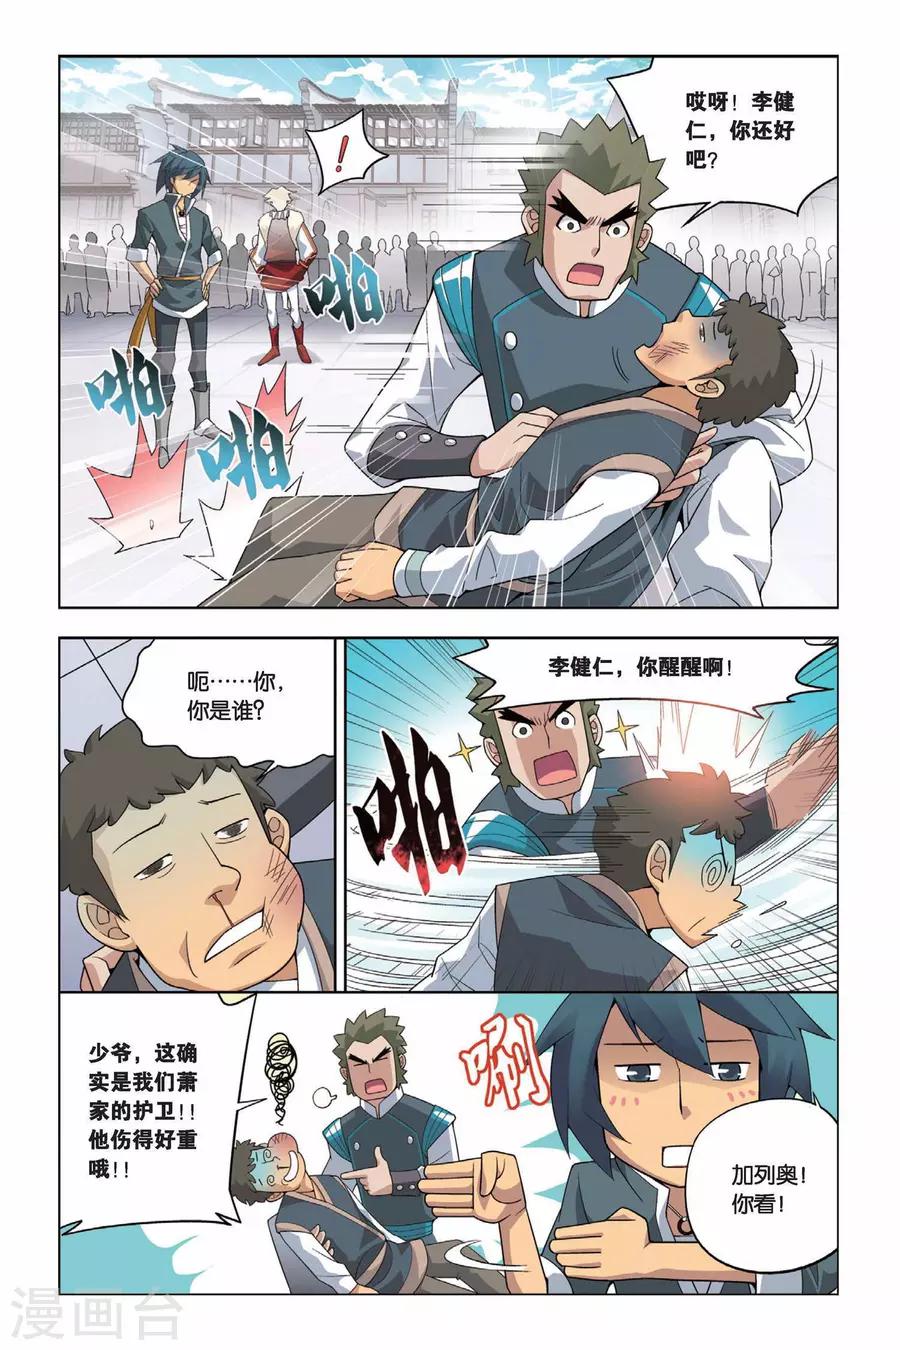 哎呀！李健
仁，你还好
吧？
！
啪
啪
啪
呃……你，
你是谁？
李健仁，你醒醒啊！
啪
少爷，这确
实是我们萧
家的护卫！！
他伤得好重
哦！！
唰
加列奥！
你看！
漫画台